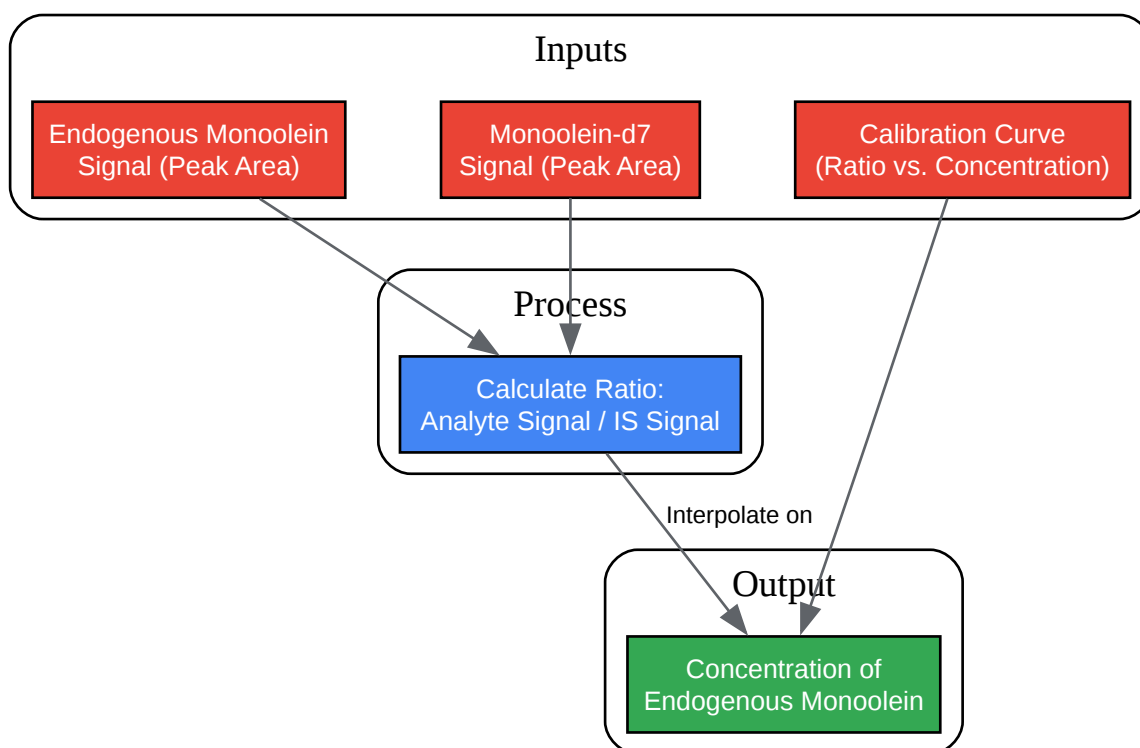 Inputs
Endogenous Monoolein
Signal (Peak Area)
Monoolein-d7
Signal (Peak Area)
Calibration Curve
(Ratio vs. Concentration)
Process
Calculate Ratio:
Analyte Signal / IS Signal
Interpolate on
Output
Concentration of
Endogenous Monoolein